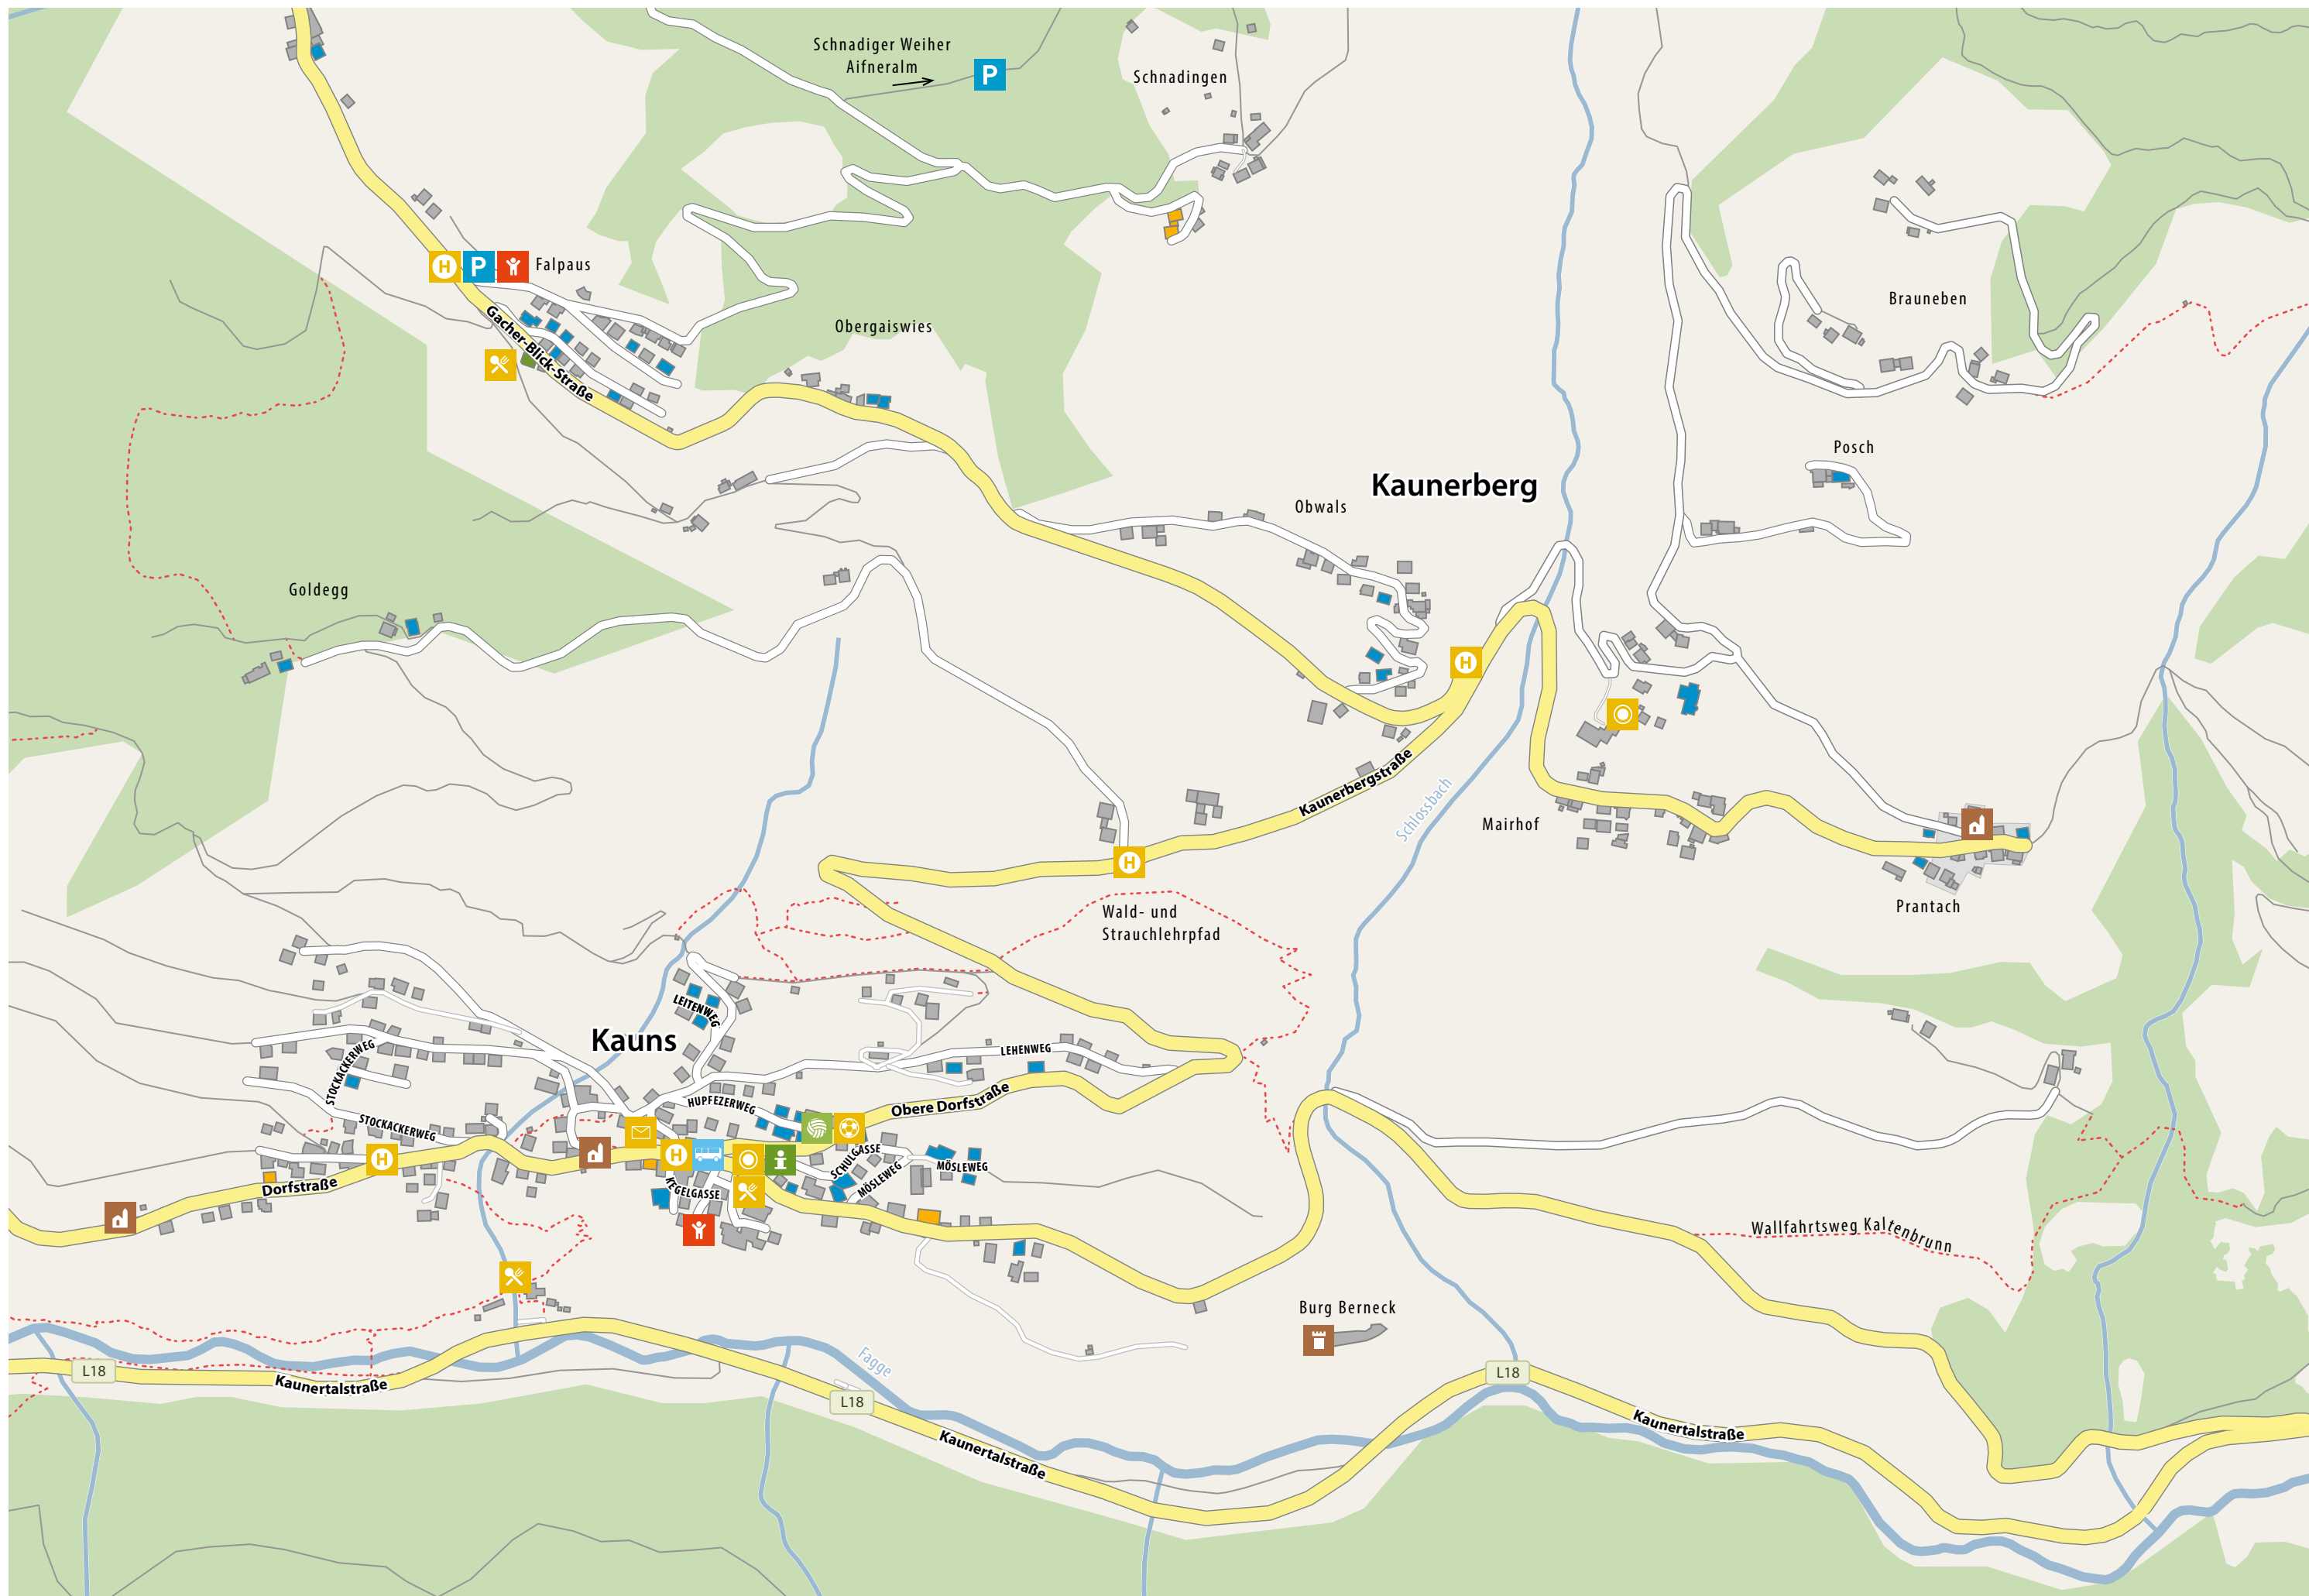 Schnadiger Weiher
Aifneralm
P
Schnadingen
H
P
Falpaus
Gacher-Blick-Straße
Obergaiswies
Brauneben
Posch
Kaunerberg
Obwals
Goldegg
H
Kaunerbergstraße
Schlossbach
Mairhof
H
Prantach
Wald- und
Strauchlehrpfad
LEITENWEG
Kauns
LEHENWEG
STOCKACKERWEG
STOCKACKERWEG
HUPFEZERWEG
Obere Dorfstraße
H
H
i
SCHULGASSE
MÖSLEWEG
MÖSLEWEG
Dorfstraße
KEGELGASSE
Wallfahrtsweg Kaltenbrunn
Burg Berneck
Fagge
L18
Kaunertalstraße
L18
L18
Kaunertalstraße
Kaunertalstraße